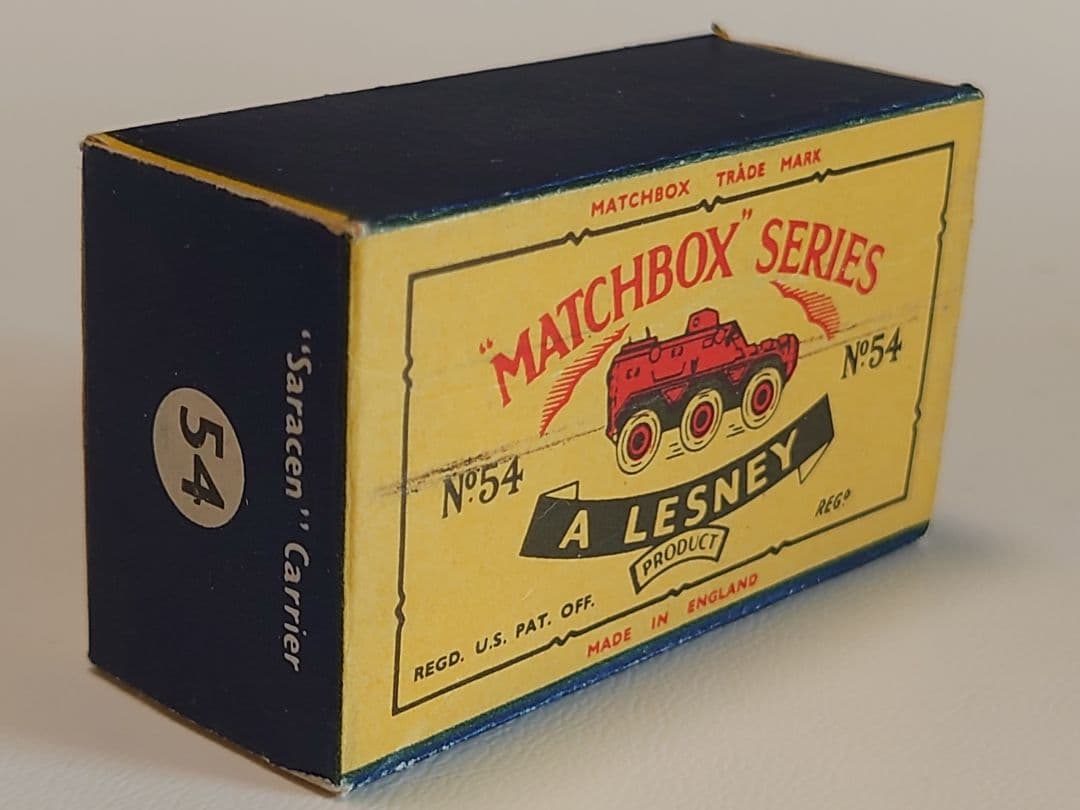 "Saracen" Carrier
54
MATCHBOX TRADE MARK
"MATCHBOX" SERIES
Nº54
Nº54
A LESNEY
PRODUCT
REGD. U.S. PAT. OFF.
REGD
MADE IN ENGLAND